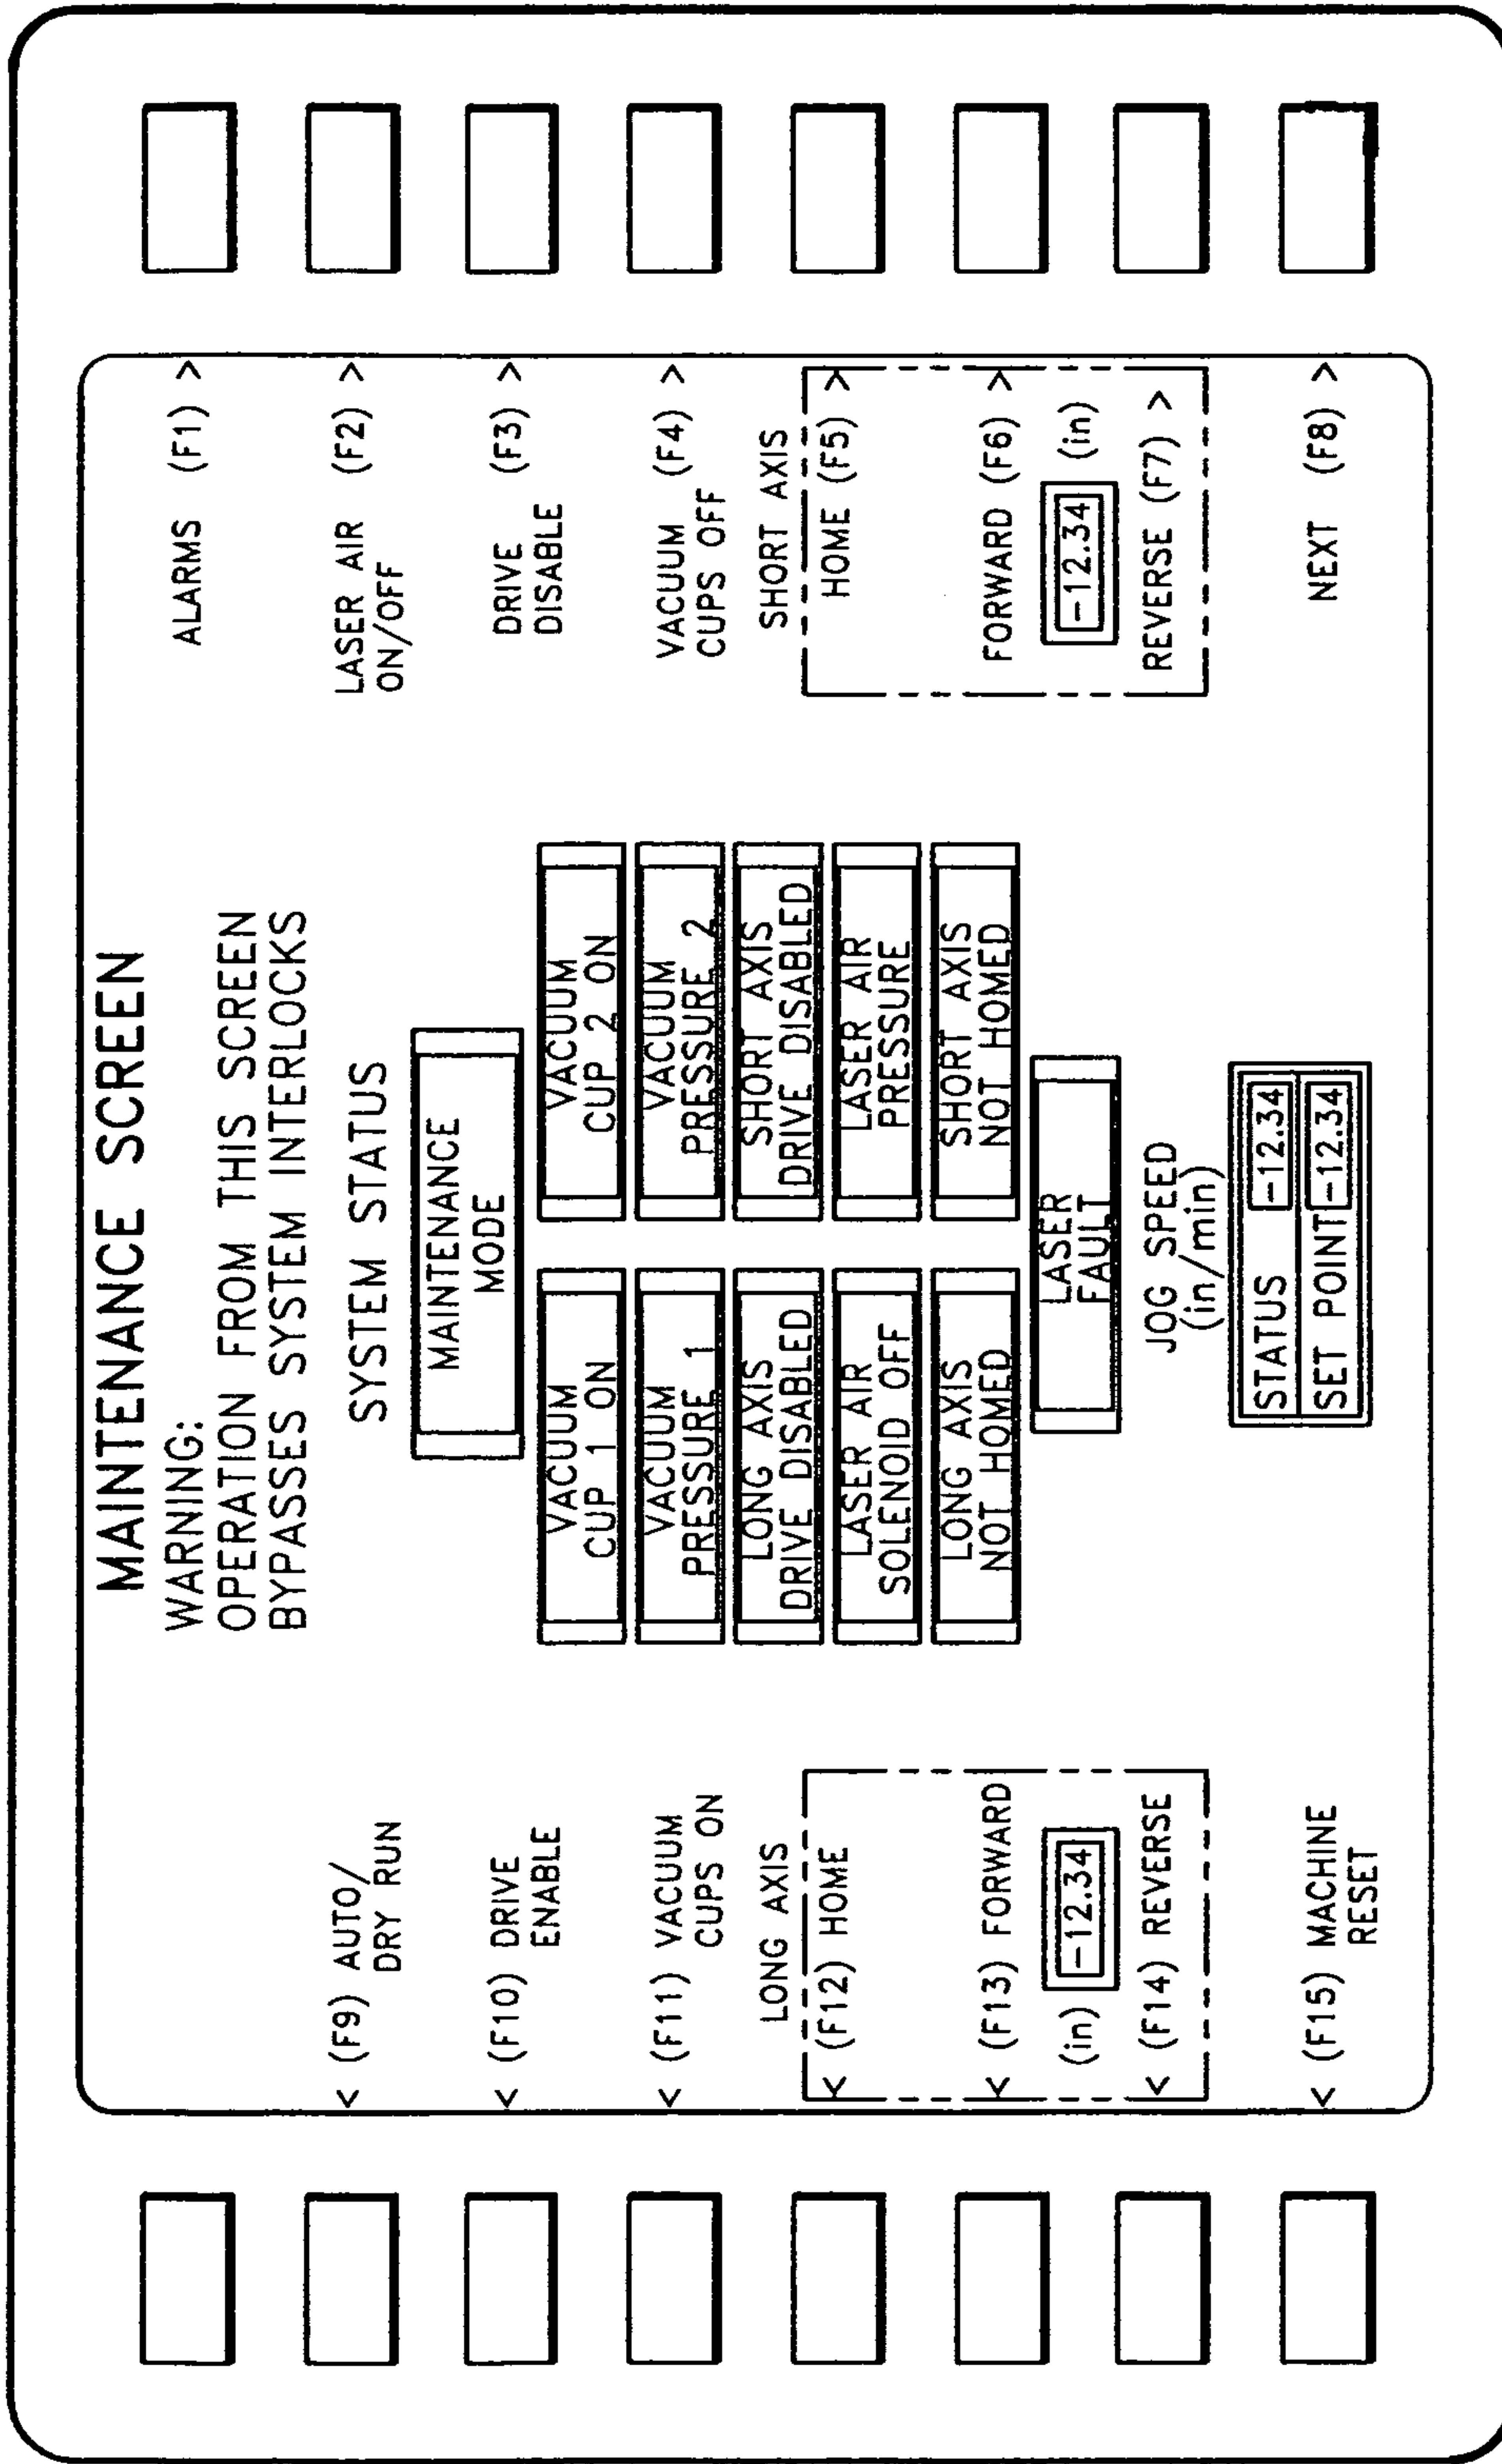 MAINTENANCE SCREEN
WARNING:
OPERATION FROM THIS SCREEN
BYPASSES SYSTEM INTERLOCKS
SYSTEM STATUS
MAINTENANCE
MODE
< (F9) AUTO/
DRY RUN
< (F10) DRIVE
ENABLE
< (F11) VACUUM
CUPS ON
LONG AXIS
< (F12) HOME
< (F13) FORWARD
(in) -12.34
< (F14) REVERSE
< (F15) MACHINE
RESET
VACUUM
CUP 1 ON
VACUUM
PRESSURE 1
LONG AXIS
DRIVE DISABLED
LASER AIR
SOLENOID OFF
LONG AXIS
NOT HOMED
VACUUM
CUP 2 ON
VACUUM
PRESSURE 2
SHORT AXIS
DRIVE DISABLED
LASER AIR
PRESSURE
SHORT AXIS
NOT HOMED
LASER
FAULT
JOG SPEED
(in/min)
STATUS -12.34
SET POINT -12.34
ALARMS (F1) >
LASER AIR (F2) >
ON/OFF
DRIVE (F3) >
DISABLE
VACUUM (F4) >
CUPS OFF
SHORT AXIS
HOME (F5) >
FORWARD (F6) >
-12.34 (in)
REVERSE (F7) >
NEXT (F8) >